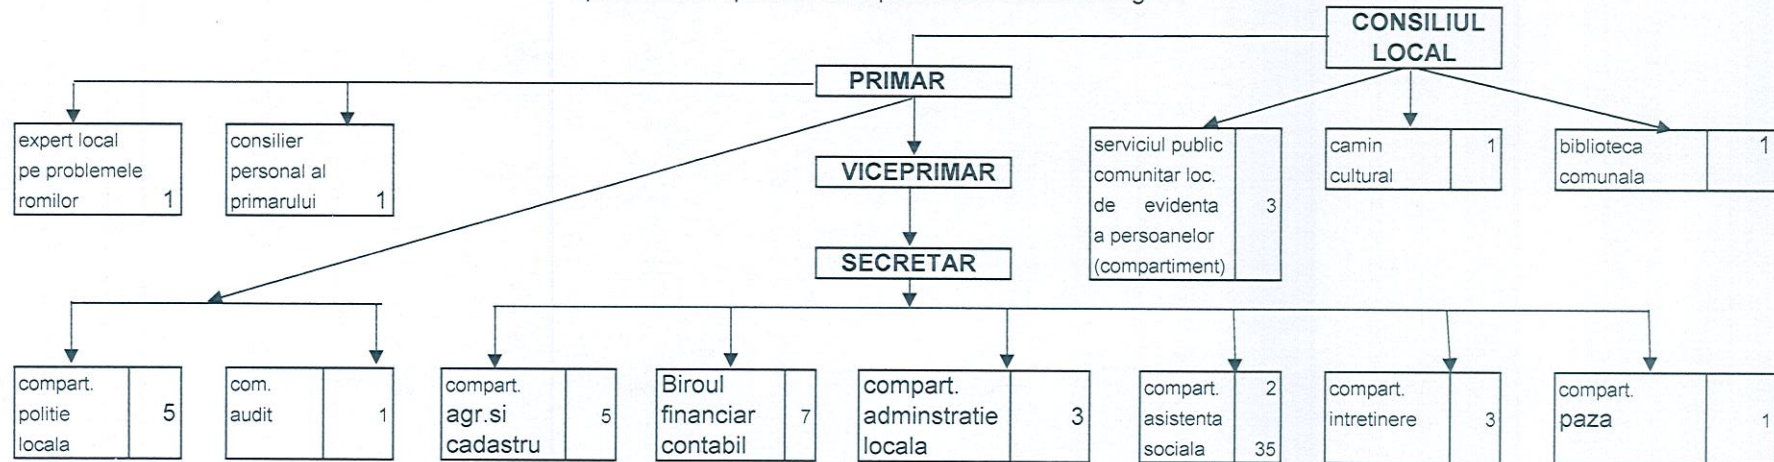 CONSILIUL
LOCAL
PRIMAR
expert local
pe problemele
romilor 1
consilier
personal al
primarului 1
VICEPRIMAR
serviciul public
comunitar loc.
de evidenta 3
a persoanelor
(compartiment)
camin 1
cultural
biblioteca 1
comunala
SECRETAR
compart.
politie 5
locala
com.
audit 1
compart.
agr.si 5
cadastru
Biroul
financiar 7
contabil
compart.
adminstratie 3
locala
compart. 2
asistenta
sociala 35
compart.
intretinere 3
compart.
paza 1